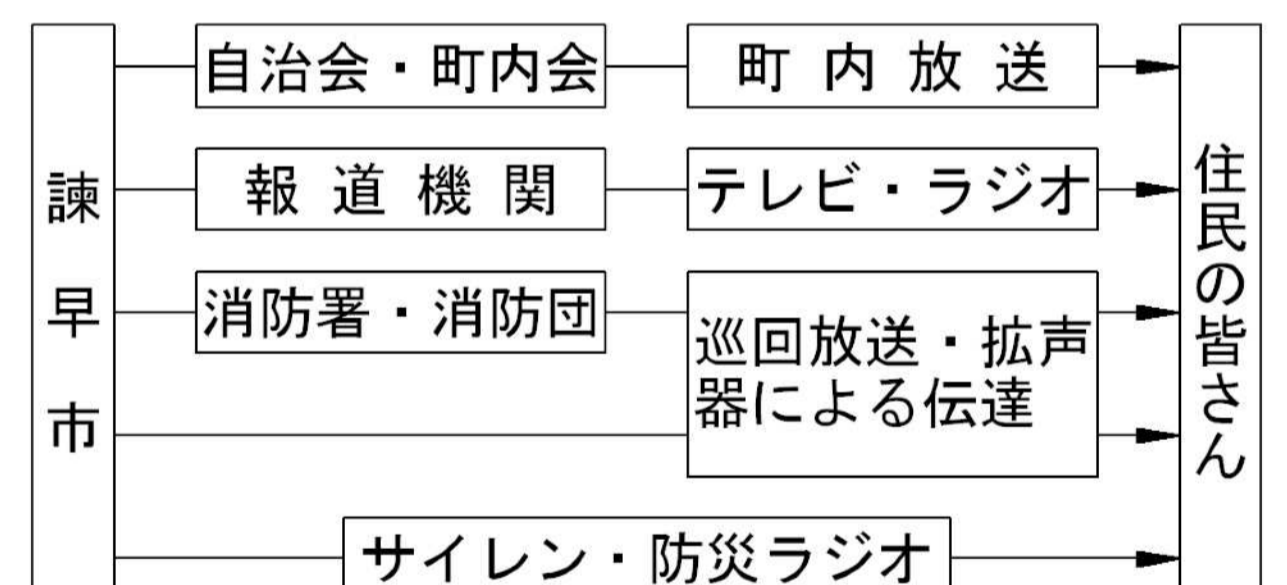 諫早市
自治会・町内会
町内放送
報道機関
テレビ・ラジオ
消防署・消防団
巡回放送・拡声
器による伝達
サイレン・防災ラジオ
住民の皆さん